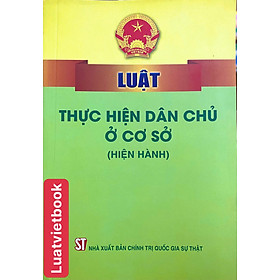 LUẬT
THỰC HIỆN DÂN CHỦ
Ở CƠ SỞ
(HIỆN HÀNH)
Luatvietbook
ST NHÀ XUẤT BẢN CHÍNH TRỊ QUỐC GIA SỰ THẬT